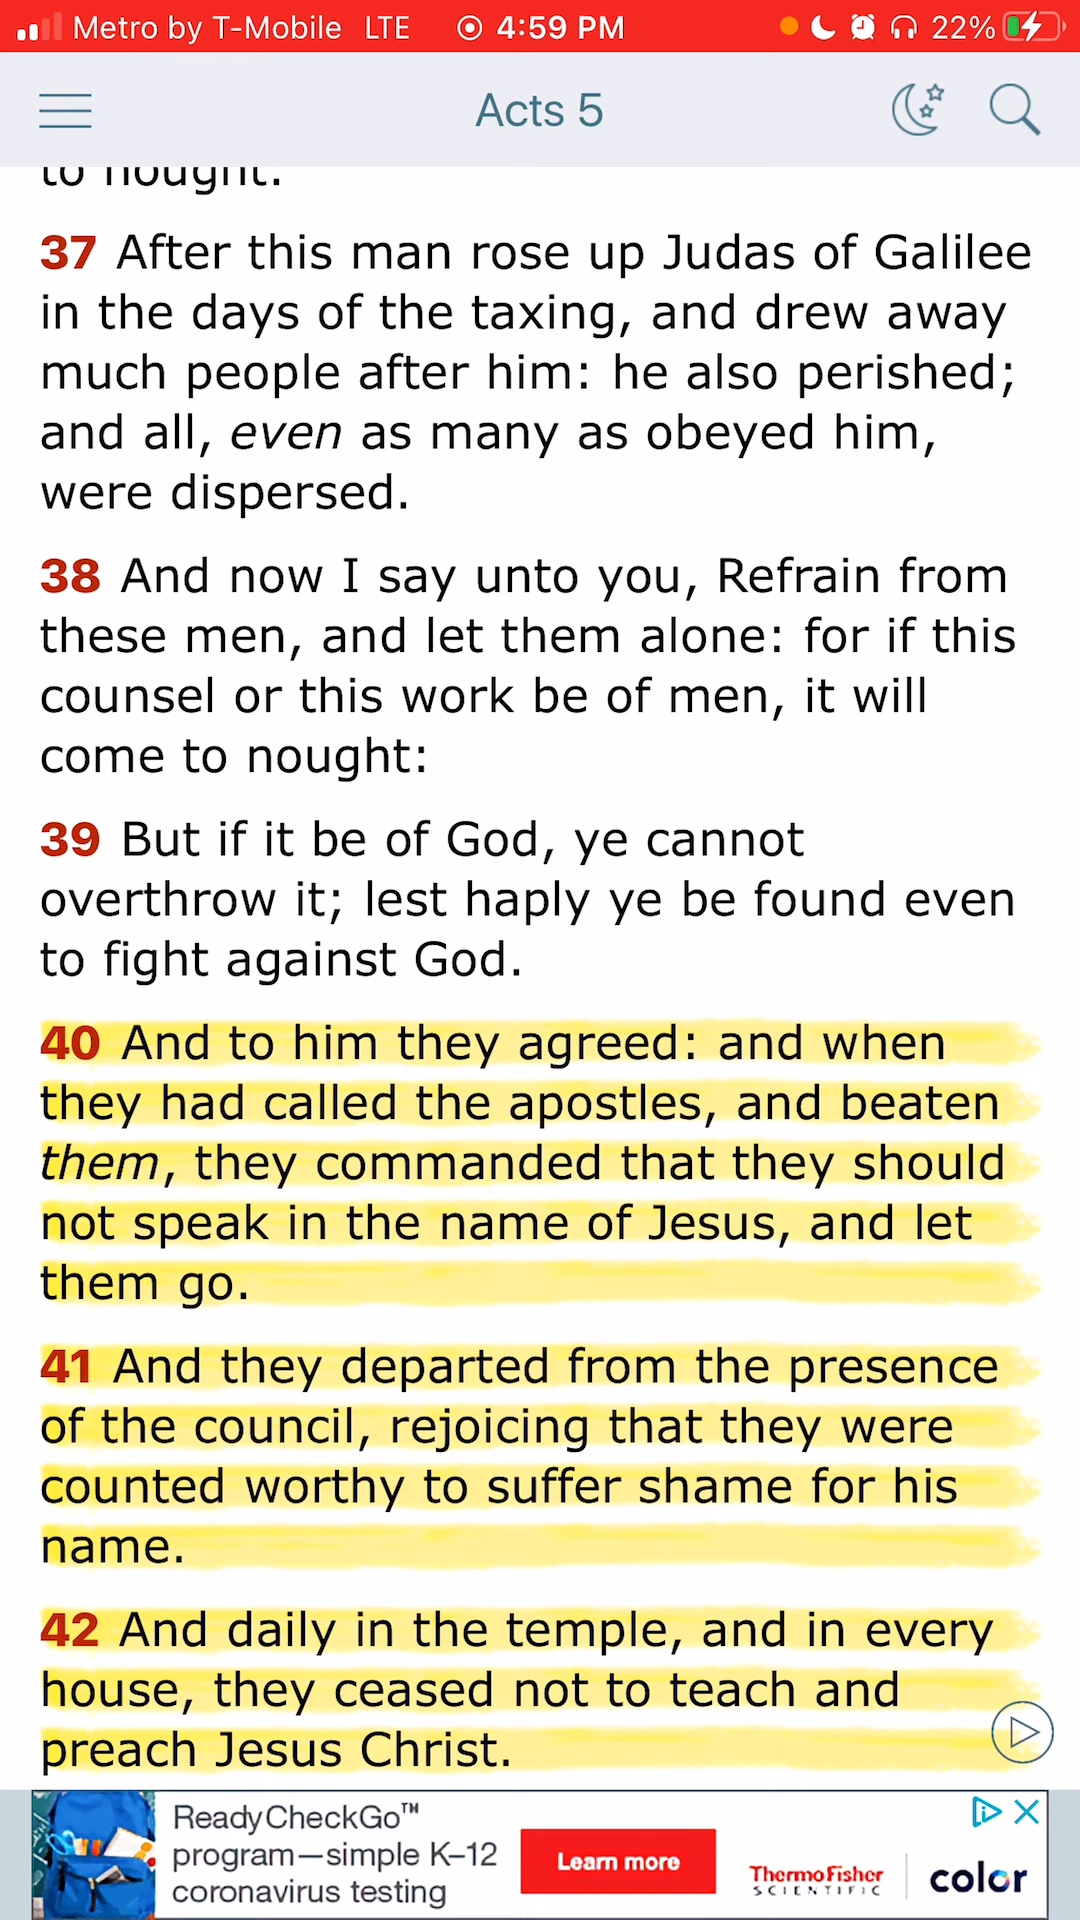 Metro by T-Mobile LTE 4:59 PM 22%
Acts 5
to nought.
37 After this man rose up Judas of Galilee
in the days of the taxing, and drew away
much people after him: he also perished;
and all, even as many as obeyed him,
were dispersed.
38 And now I say unto you, Refrain from
these men, and let them alone: for if this
counsel or this work be of men, it will
come to nought:
39 But if it be of God, ye cannot
overthrow it; lest haply ye be found even
to fight against God.
40 And to him they agreed: and when
they had called the apostles, and beaten
them, they commanded that they should
not speak in the name of Jesus, and let
them go.
41 And they departed from the presence
of the council, rejoicing that they were
counted worthy to suffer shame for his
name.
42 And daily in the temple, and in every
house, they ceased not to teach and
preach Jesus Christ.
ReadyCheckGo™
program—simple K–12
coronavirus testing
Learn more
ThermoFisher
SCIENTIFIC
color